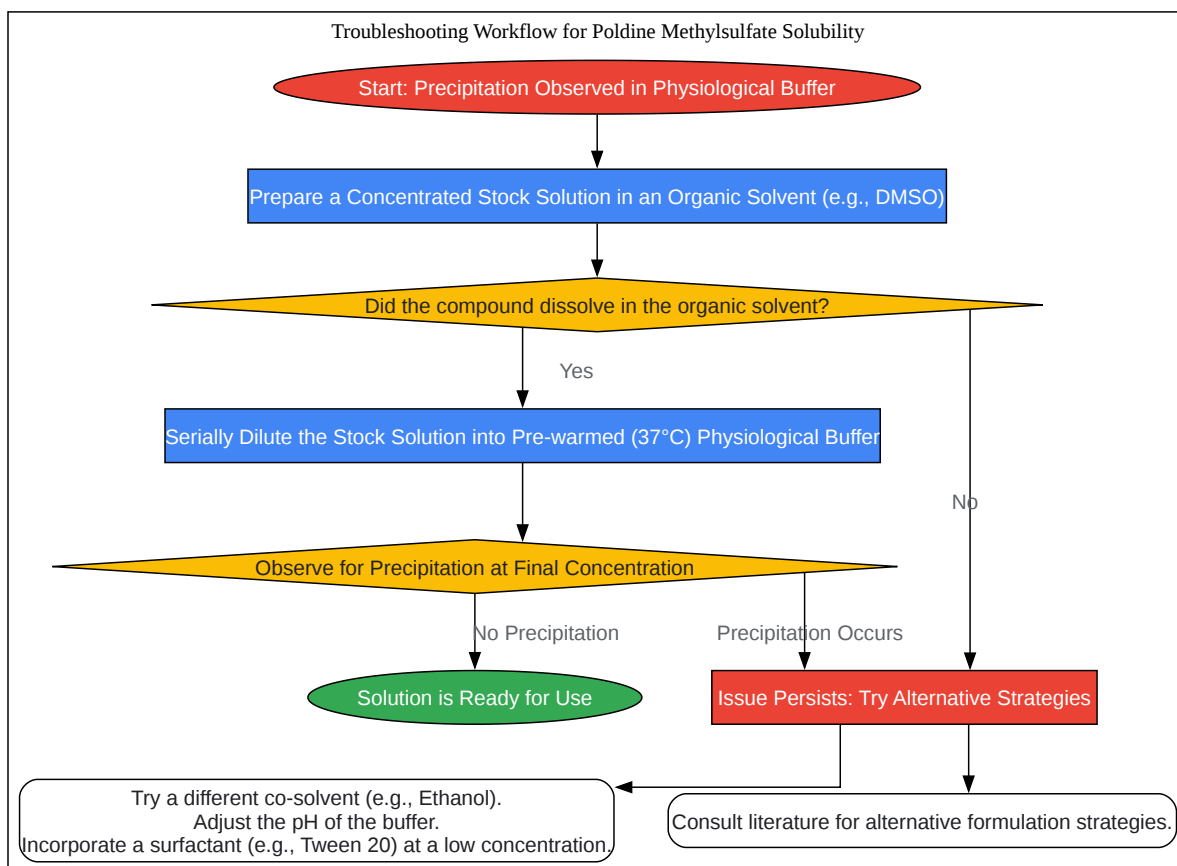 Troubleshooting Workflow for Poldine Methylsulfate Solubility
Start: Precipitation Observed in Physiological Buffer
Prepare a Concentrated Stock Solution in an Organic Solvent (e.g., DMSO)
Did the compound dissolve in the organic solvent?
Yes
Serially Dilute the Stock Solution into Pre-warmed (37°C) Physiological Buffer
No
Observe for Precipitation at Final Concentration
No Precipitation
Precipitation Occurs
Solution is Ready for Use
Issue Persists: Try Alternative Strategies
Try a different co-solvent (e.g., Ethanol).
Adjust the pH of the buffer.
Incorporate a surfactant (e.g., Tween 20) at a low concentration.
Consult literature for alternative formulation strategies.